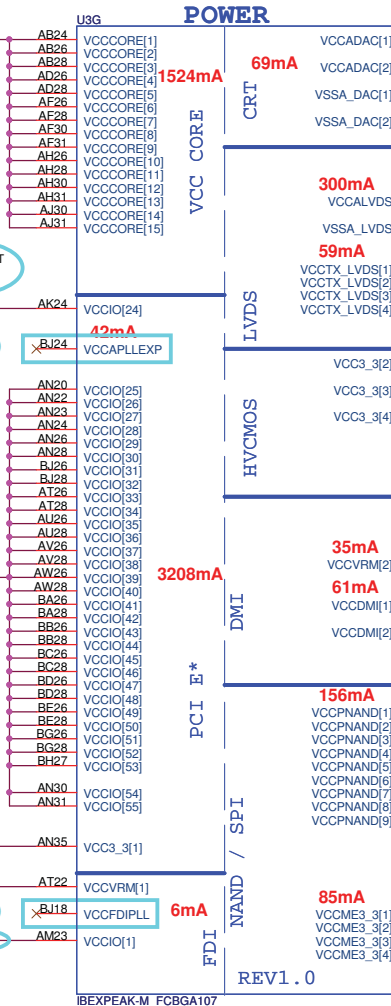 POWER
U3G
AB24 VCCCORE[1]
AB26 VCCCORE[2]
AB28 VCCCORE[3]
AD26 VCCCORE[4]
AD28 VCCCORE[5]
AF26 VCCCORE[6]
AF28 VCCCORE[7]
AF30 VCCCORE[8]
AF31 VCCCORE[9]
AH26 VCCCORE[10]
AH28 VCCCORE[11]
AH30 VCCCORE[12]
AH31 VCCCORE[13]
AJ30 VCCCORE[14]
AJ31 VCCCORE[15]
1524mA
VCC CORE
69mA
CRT
VCCADAC[1]
VCCADAC[2]
VSSA_DAC[1]
VSSA_DAC[2]
T
300mA
VCCALVDS
VSSA_LVDS
59mA
VCCTX_LVDS[1]
VCCTX_LVDS[2]
VCCTX_LVDS[3]
VCCTX_LVDS[4]
LVDS
AK24 VCCIO[24]
42mA
BJ24 VCCAPLLEXP
VCC3_3[2]
VCC3_3[3]
VCC3_3[4]
HVCMOS
AN20 VCCIO[25]
AN22 VCCIO[26]
AN23 VCCIO[27]
AN24 VCCIO[28]
AN26 VCCIO[29]
AN28 VCCIO[30]
BJ26 VCCIO[31]
BJ28 VCCIO[32]
AT26 VCCIO[33]
AT28 VCCIO[34]
AU26 VCCIO[35]
AU28 VCCIO[36]
AV26 VCCIO[37]
AV28 VCCIO[38]
AW26 VCCIO[39]
AW28 VCCIO[40]
BA26 VCCIO[41]
BA28 VCCIO[42]
BB26 VCCIO[43]
BB28 VCCIO[44]
BC26 VCCIO[45]
BC28 VCCIO[46]
BD26 VCCIO[47]
BD28 VCCIO[48]
BE26 VCCIO[49]
BE28 VCCIO[50]
BG26 VCCIO[51]
BG28 VCCIO[52]
BH27 VCCIO[53]
AN30 VCCIO[54]
AN31 VCCIO[55]
3208mA
PCI E*
35mA
VCCVRM[2]
61mA
VCCDMI[1]
VCCDMI[2]
DMI
156mA
VCCPNAND[1]
VCCPNAND[2]
VCCPNAND[3]
VCCPNAND[4]
VCCPNAND[5]
VCCPNAND[6]
VCCPNAND[7]
VCCPNAND[8]
VCCPNAND[9]
NAND / SPI
AN35 VCC3_3[1]
AT22 VCCVRM[1]
BJ18 VCCFDIPLL
6mA
AM23 VCCIO[1]
FDI
85mA
VCCME3_3[1]
VCCME3_3[2]
VCCME3_3[3]
VCCME3_3[4]
REV1.0
IBEXPEAK-M_FCBGA107